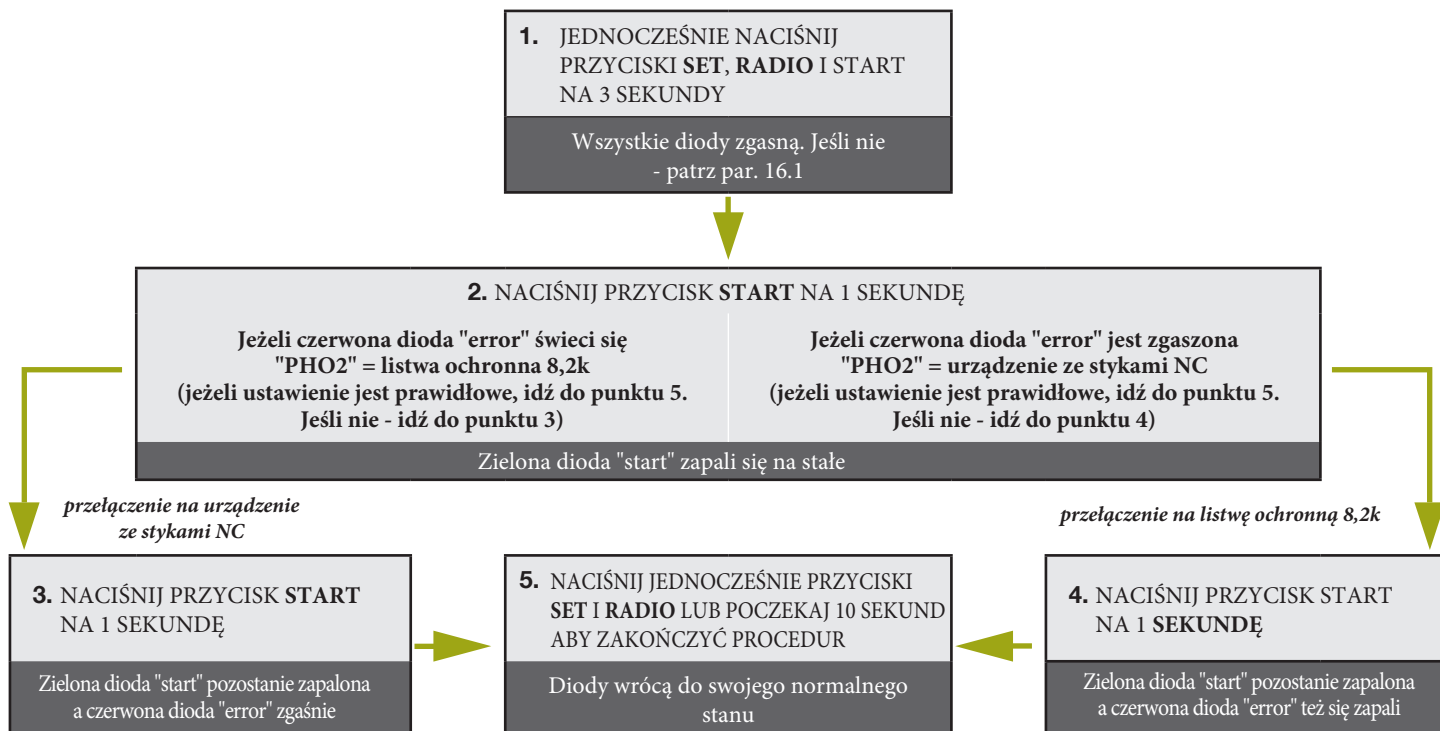 1. JEDNOCZEŚNIE NACIŚNIJ
PRZYCISKI SET, RADIO I START
NA 3 SEKUNDY
Wszystkie diody zgasną. Jeśli nie
- patrz par. 16.1
2. NACIŚNIJ PRZYCISK START NA 1 SEKUNDĘ
Jeżeli czerwona dioda "error" świeci się
"PHO2" = listwa ochronna 8,2k
(jeżeli ustawienie jest prawidłowe, idź do punktu 5.
Jeśli nie - idź do punktu 3)
Jeżeli czerwona dioda "error" jest zgaszona
"PHO2" = urządzenie ze stykami NC
(jeżeli ustawienie jest prawidłowe, idź do punktu 5.
Jeśli nie - idź do punktu 4)
Zielona dioda "start" zapali się na stałe
przełączenie na urządzenie
ze stykami NC
przełączenie na listwę ochronną 8,2k
3. NACIŚNIJ PRZYCISK START
NA 1 SEKUNDĘ
Zielona dioda "start" pozostanie zapalona
a czerwona dioda "error" zgaśnie
5. NACIŚNIJ JEDNOCZEŚNIE PRZYCISKI
SET I RADIO LUB POCZEKAJ 10 SEKUND
ABY ZAKOŃCZYĆ PROCEDUR
Diody wrócą do swojego normalnego
stanu
4. NACIŚNIJ PRZYCISK START
NA 1 SEKUNDĘ
Zielona dioda "start" pozostanie zapalona
a czerwona dioda "error" też się zapali